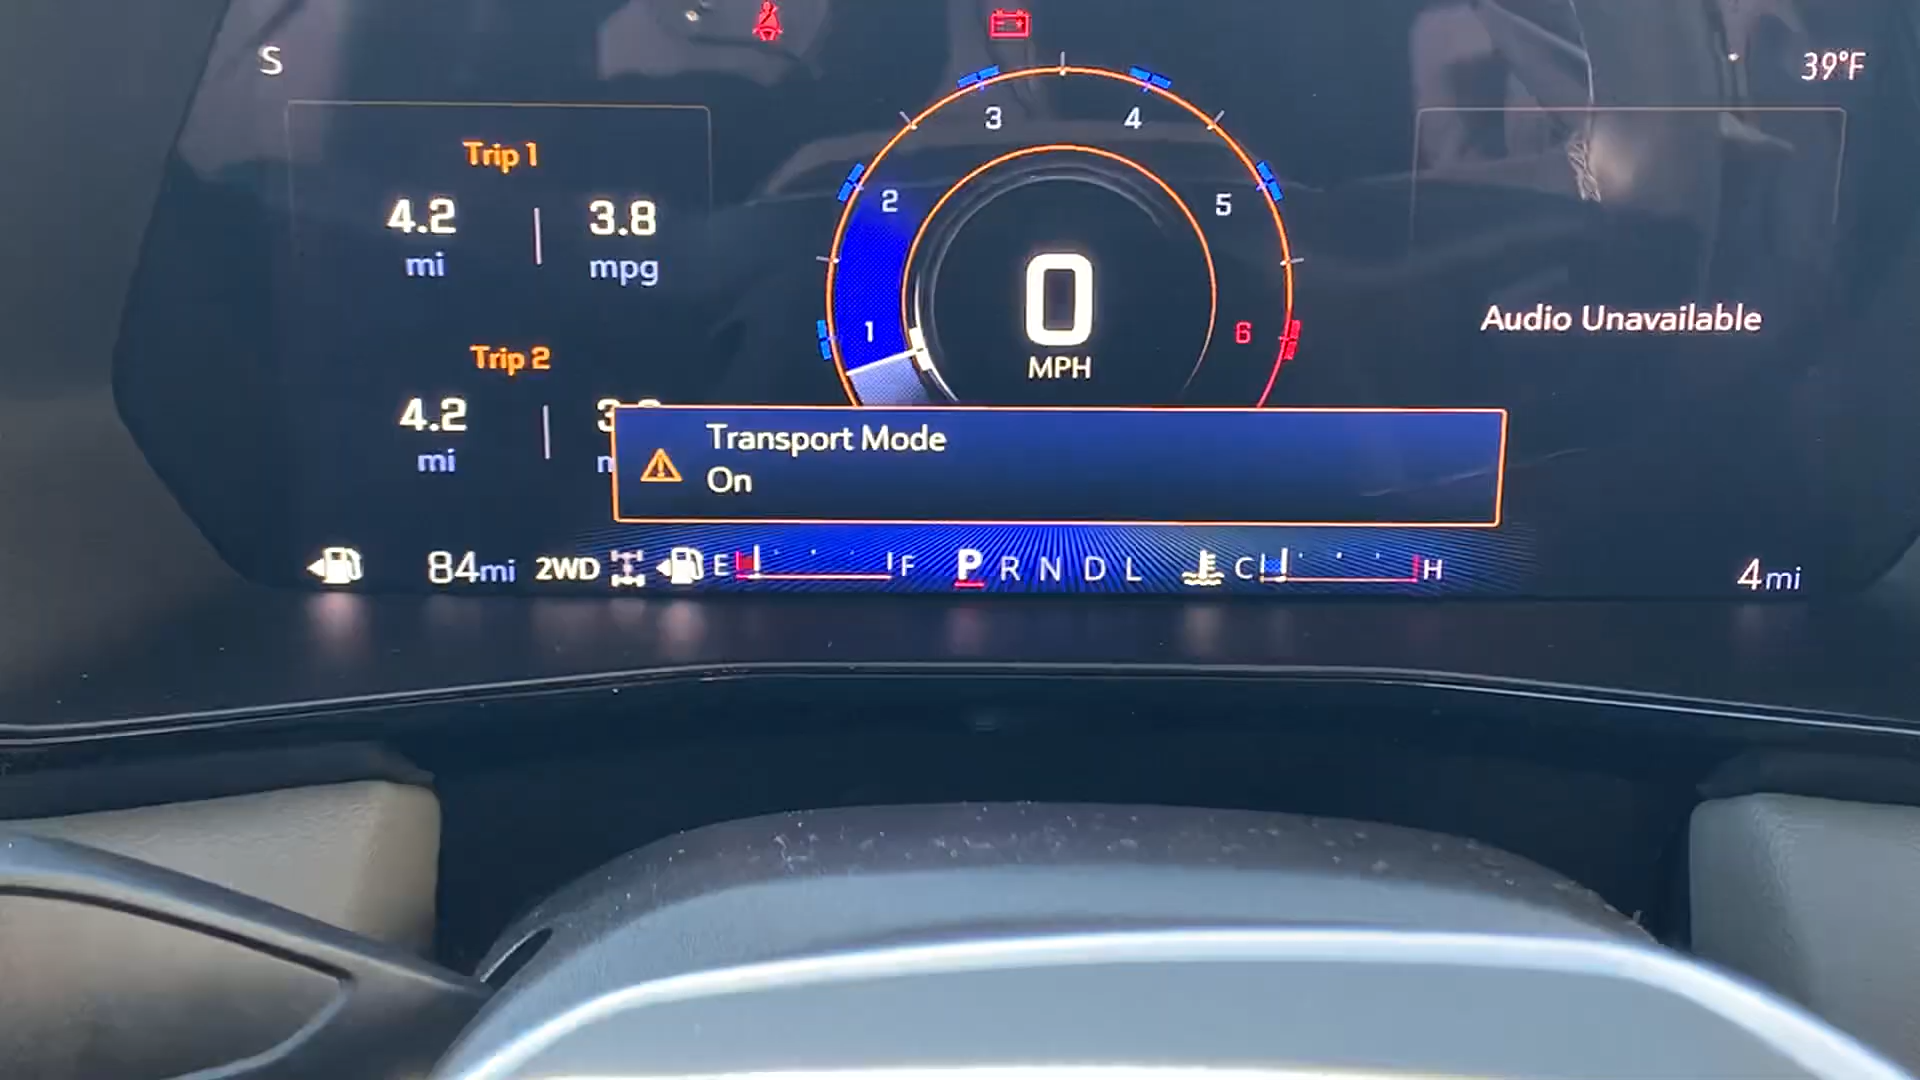 S
39°F
Trip 1
4.2
mi
3.8
mpg
Trip 2
4.2
mi
1
2
3
4
5
6
0
MPH
Audio Unavailable
Transport Mode
On
84mi
2WD
E
F
P R N D L
C
H
4mi